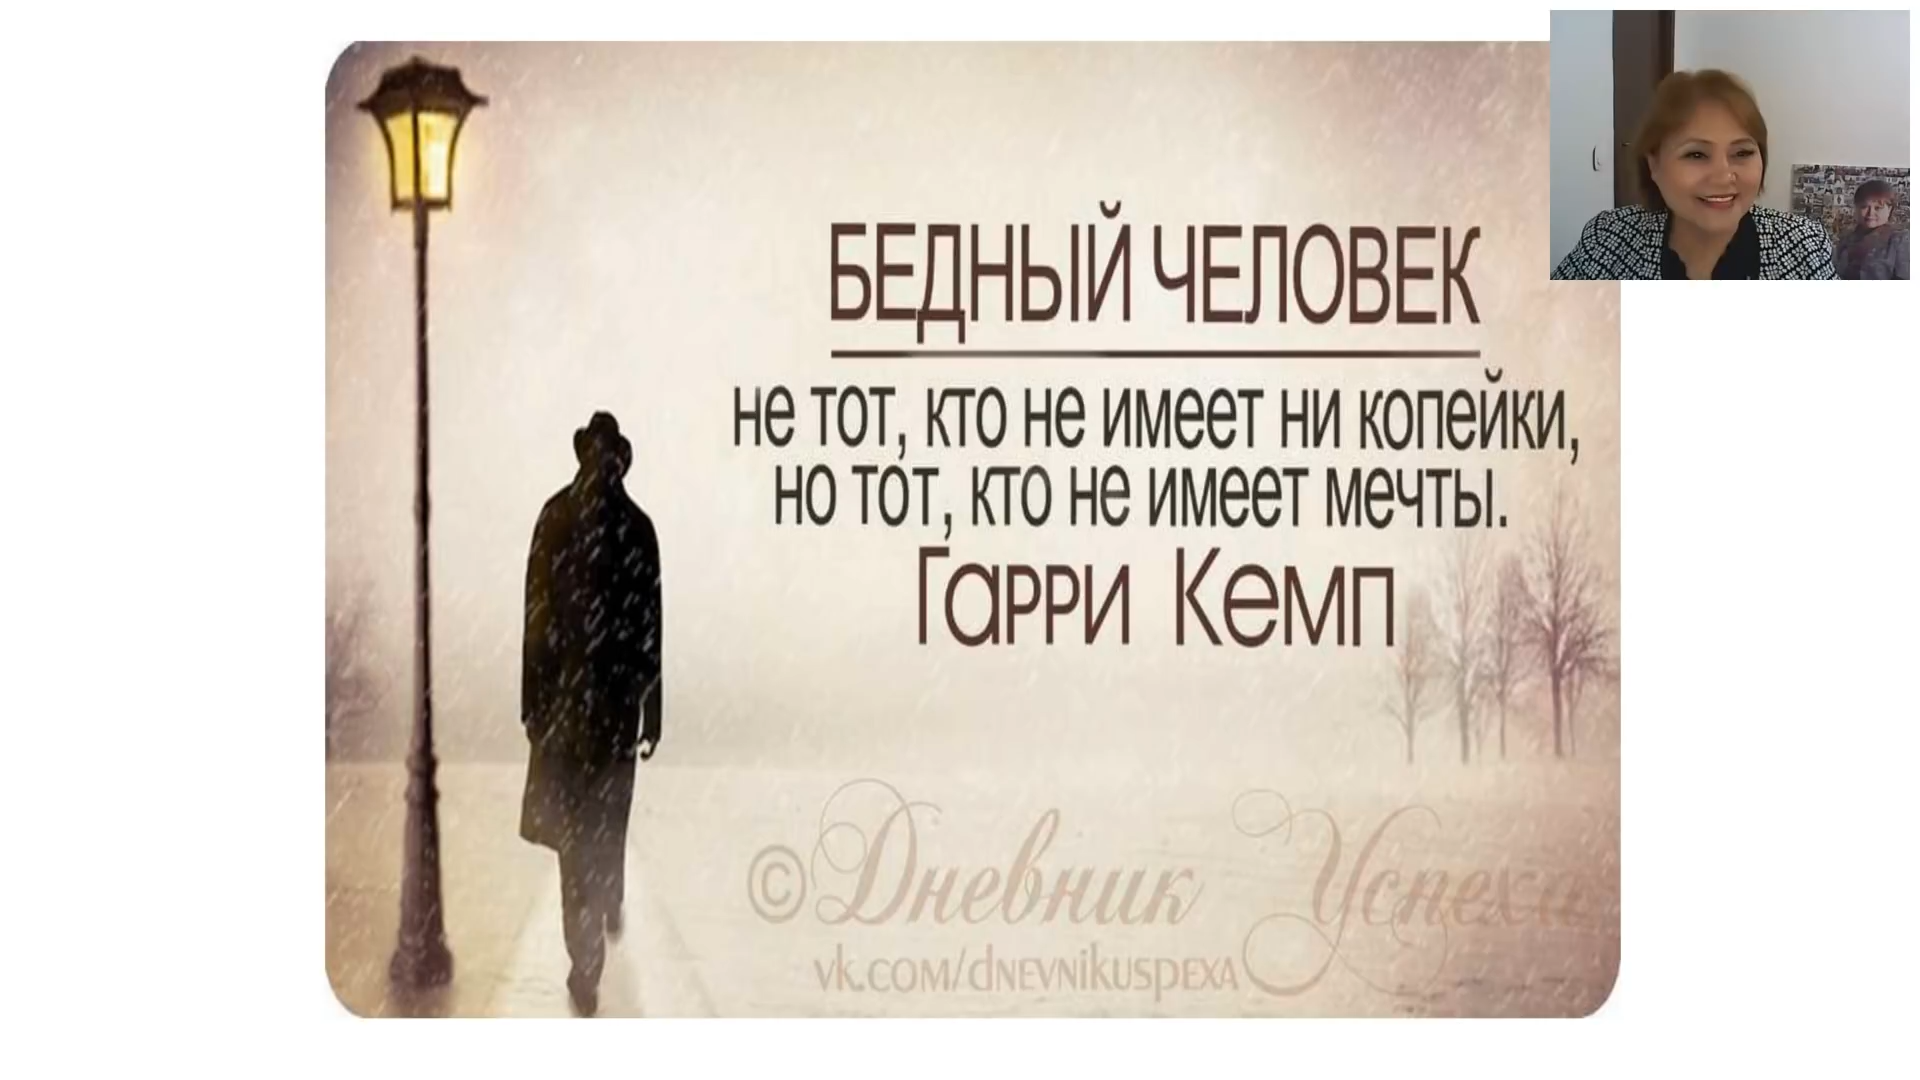 БЕДНЫЙ ЧЕЛОВЕК
не тот, кто не имеет ни копейки,
но тот, кто не имеет мечты.
Гарри Кемп
©Дневник Успеха
vk.com/dnevnikuspexa